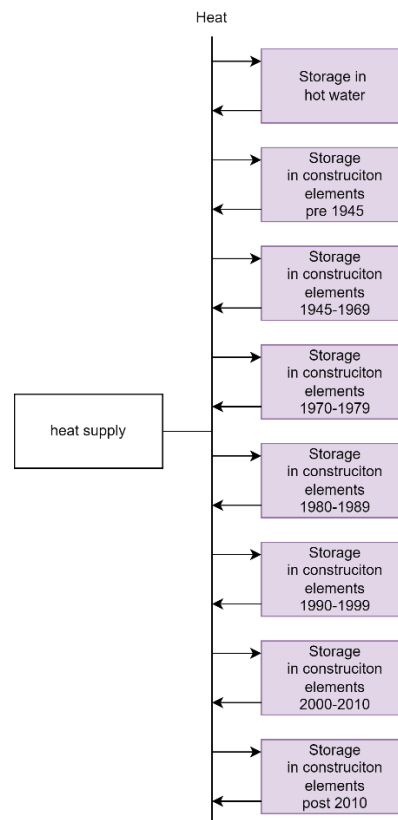 Heat
Storage in
hot water
Storage
in construciton
elements
pre 1945
Storage
in construciton
elements
1945-1969
Storage
in construciton
elements
1970-1979
heat supply
Storage
in construciton
elements
1980-1989
Storage
in construciton
elements
1990-1999
Storage
in construciton
elements
2000-2010
Storage
in construciton
elements
post 2010